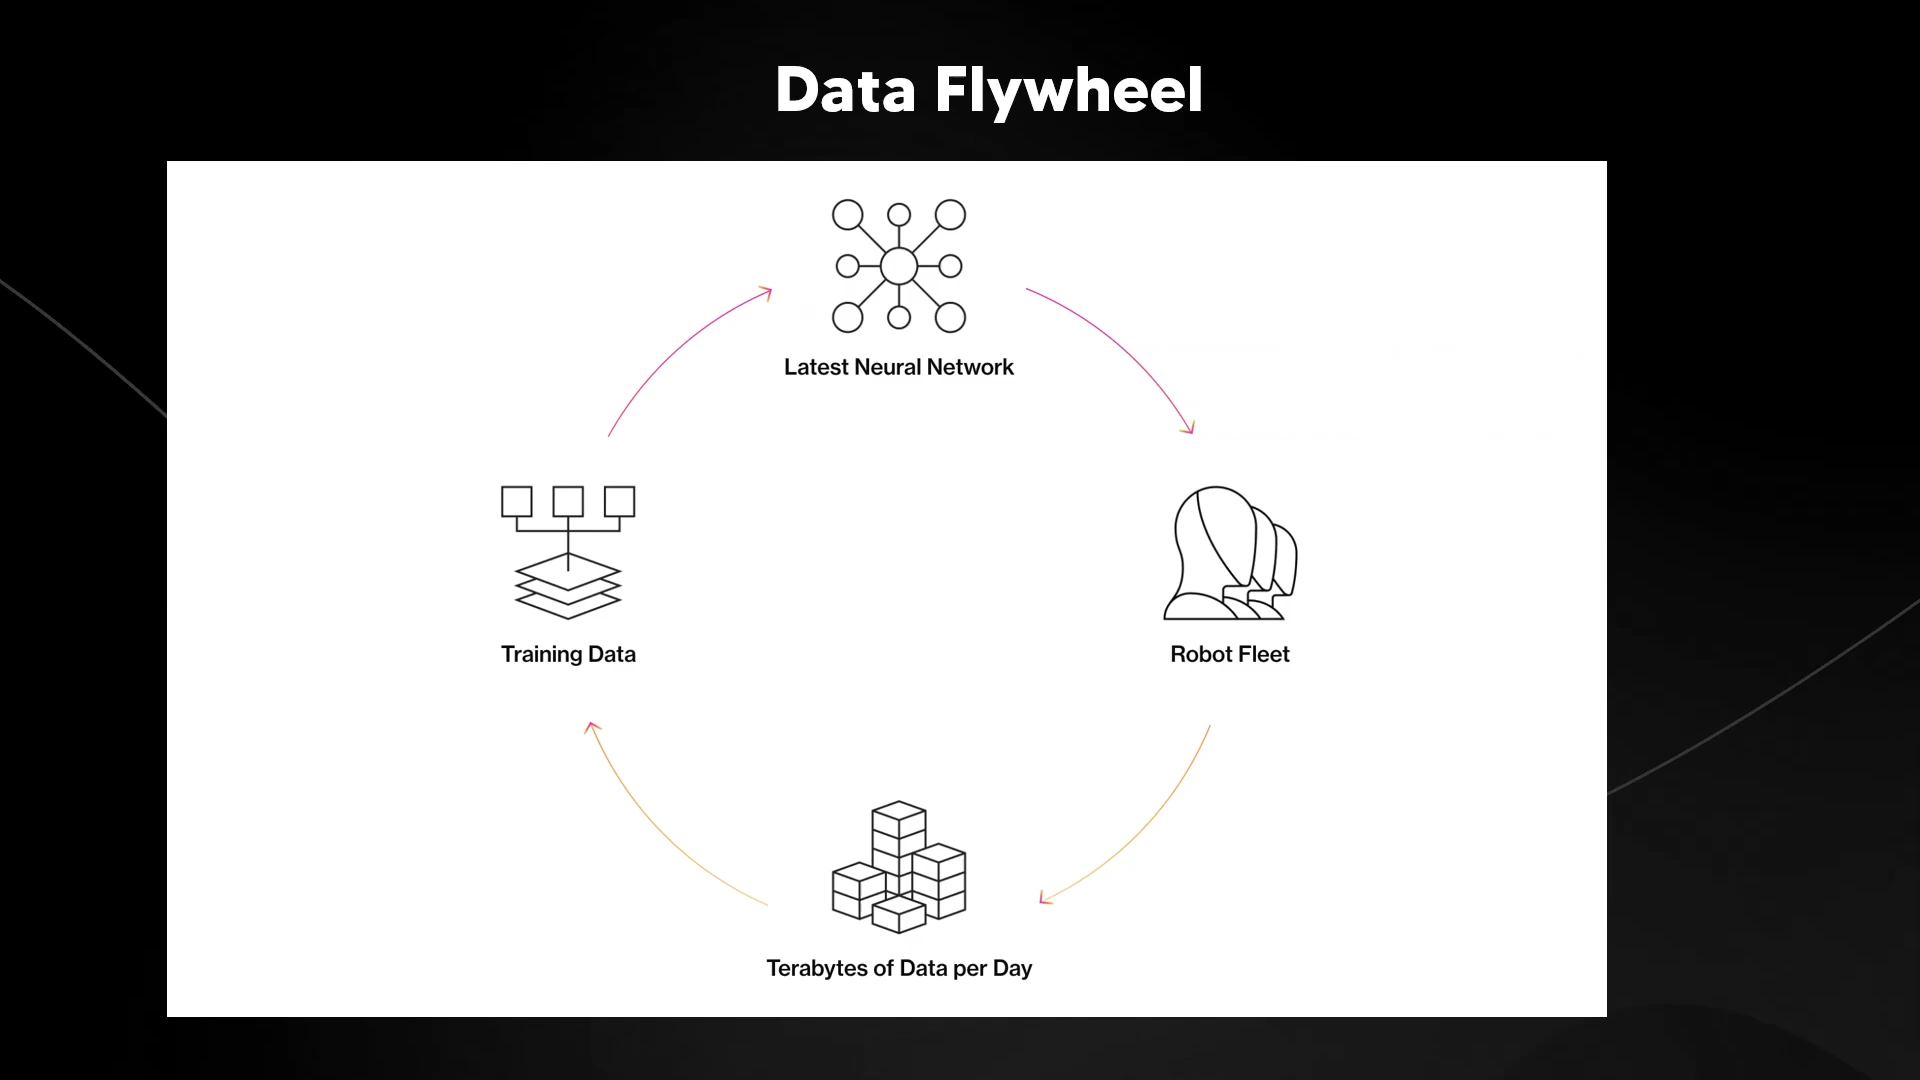 Data Flywheel
Latest Neural Network
Training Data
Robot Fleet
Terabytes of Data per Day